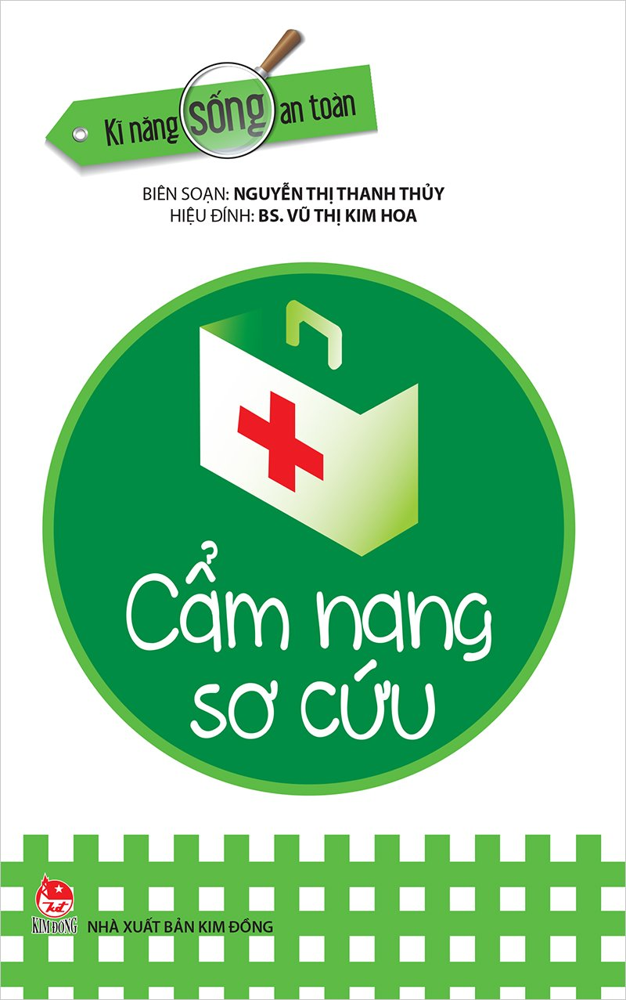 Kĩ năng sống an toàn
BIÊN SOẠN: NGUYỄN THỊ THANH THỦY
HIỆU ĐÍNH: BS. VŨ THỊ KIM HOA
Cẩm nang
sơ cứu
kđ
KIM ĐỒNG
NHÀ XUẤT BẢN KIM ĐỒNG